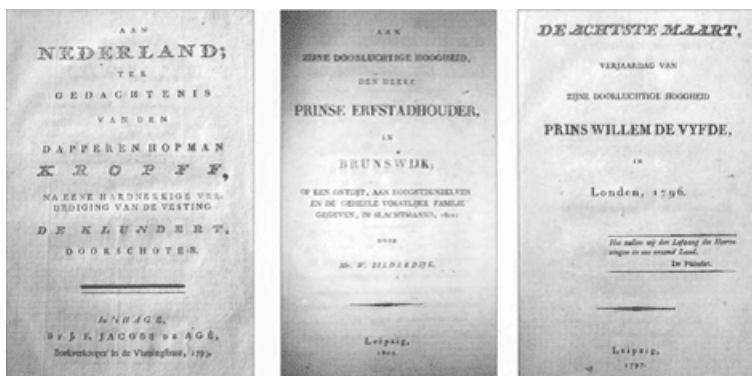 AAN
NEDERLAND;
TER
GEDACHTENIS
VAN DEN
DAPPEREN HOPMAN
KROPFF,
NA EENE HARDNEKKIGE VER-
DEDIGING VAN DE VESTING
DE KLUNDERT,
DOORSCHOTEN.
In 's HAGE,
By J. F. JACOBS DE AGÉ,
Boekverkooper in de Vlamingstraat, 1793.
AAN
ZIJNE DOORLUCHTIGE HOOGHEID,
DEN HEERE
PRINSE ERFSTADHOUDER,
IN
BRUNSWIJK;
OP EEN ONTBIJT, AAN HOOGSTDENZELVEN
EN DE GEHEELE VORSTLIJKE FAMILIE
GEGEVEN, IN SLACHTMAAND,
DOOR
Mr. W. BILDERDIJK.
Leipzig,
DE ACHTSTE MAART,
VERJAARDAG VAN
ZIJNE DOORLUCHTIGE HOOGHEID
PRINS WILLEM DE VYFDE,
IN
Londen, 1796.
Hoe zullen wij den Lofzang des Heeren
zingen in een vreemd Land.
De Psalmist.
Leipzig,
1797.